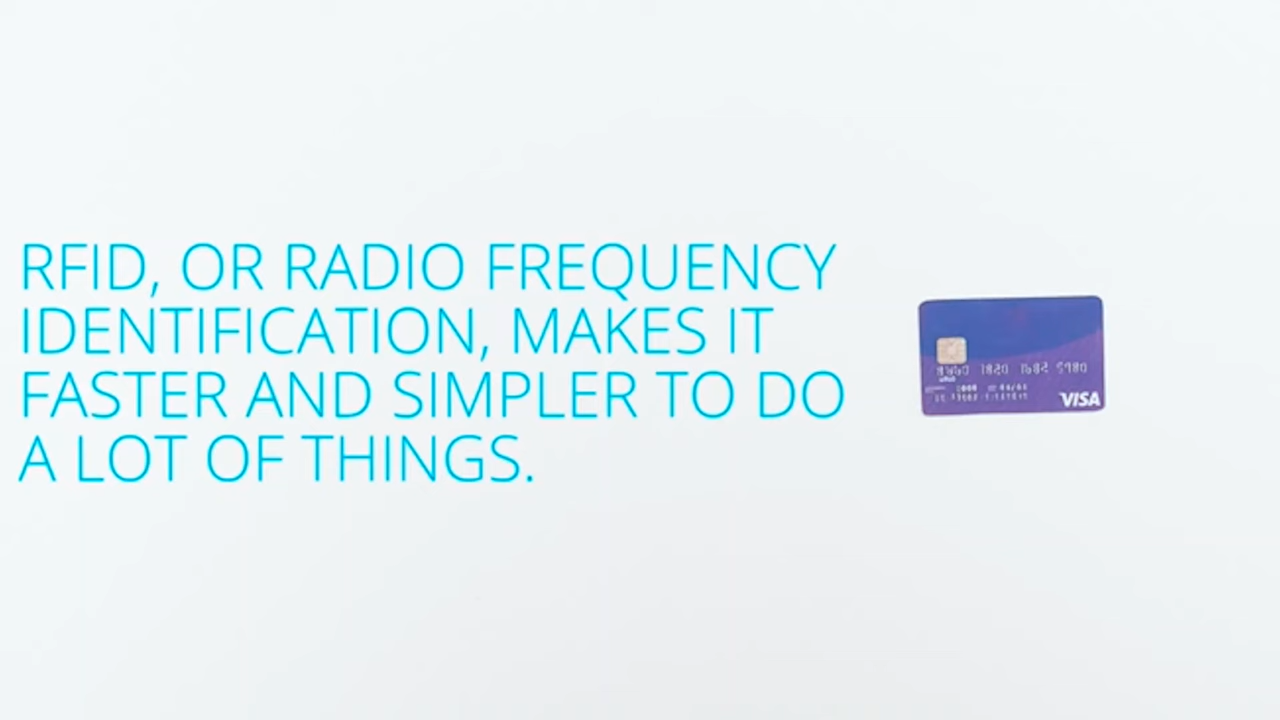 RFID, OR RADIO FREQUENCY
IDENTIFICATION, MAKES IT
FASTER AND SIMPLER TO DO
A LOT OF THINGS.
VISA